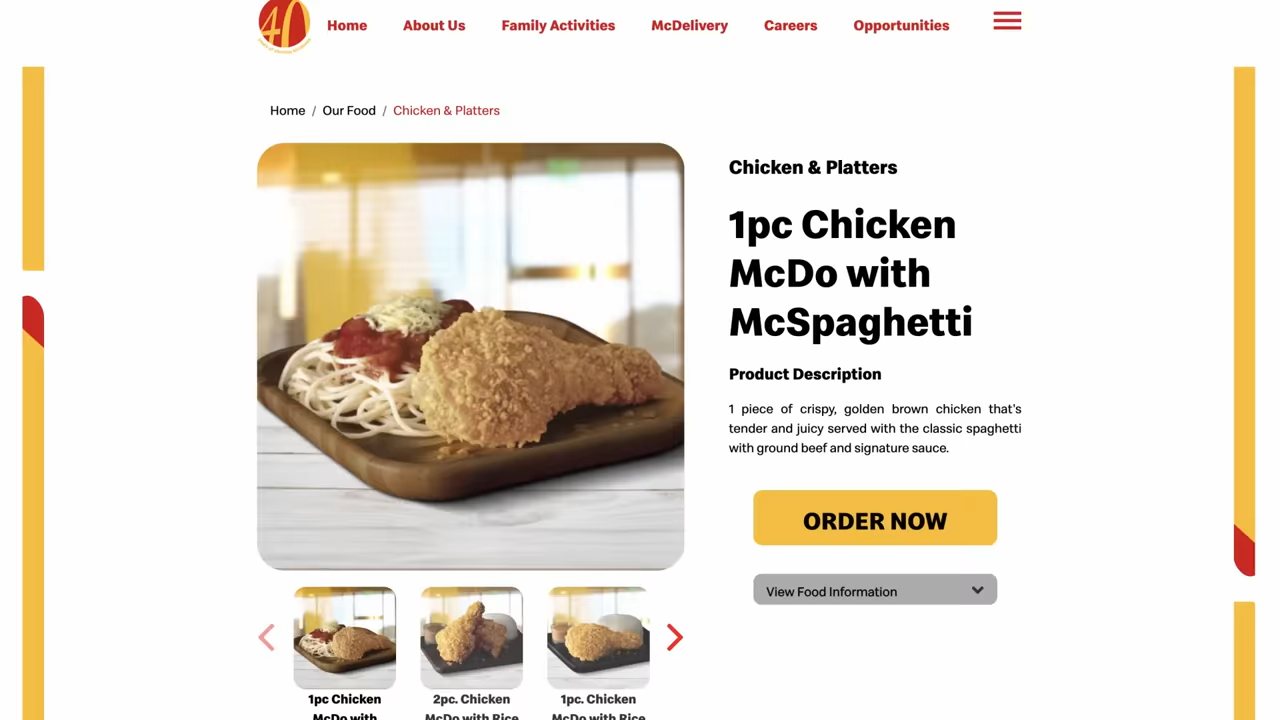 40
Home
About Us
Family Activities
McDelivery
Careers
Opportunities
Home / Our Food / Chicken & Platters
Chicken & Platters
1pc Chicken
McDo with
McSpaghetti
Product Description
1 piece of crispy, golden brown chicken that's
tender and juicy served with the classic spaghetti
with ground beef and signature sauce.
ORDER NOW
View Food Information
1pc Chicken
McDo with
2pc. Chicken
McDo with Rice
1pc. Chicken
McDo with Rice